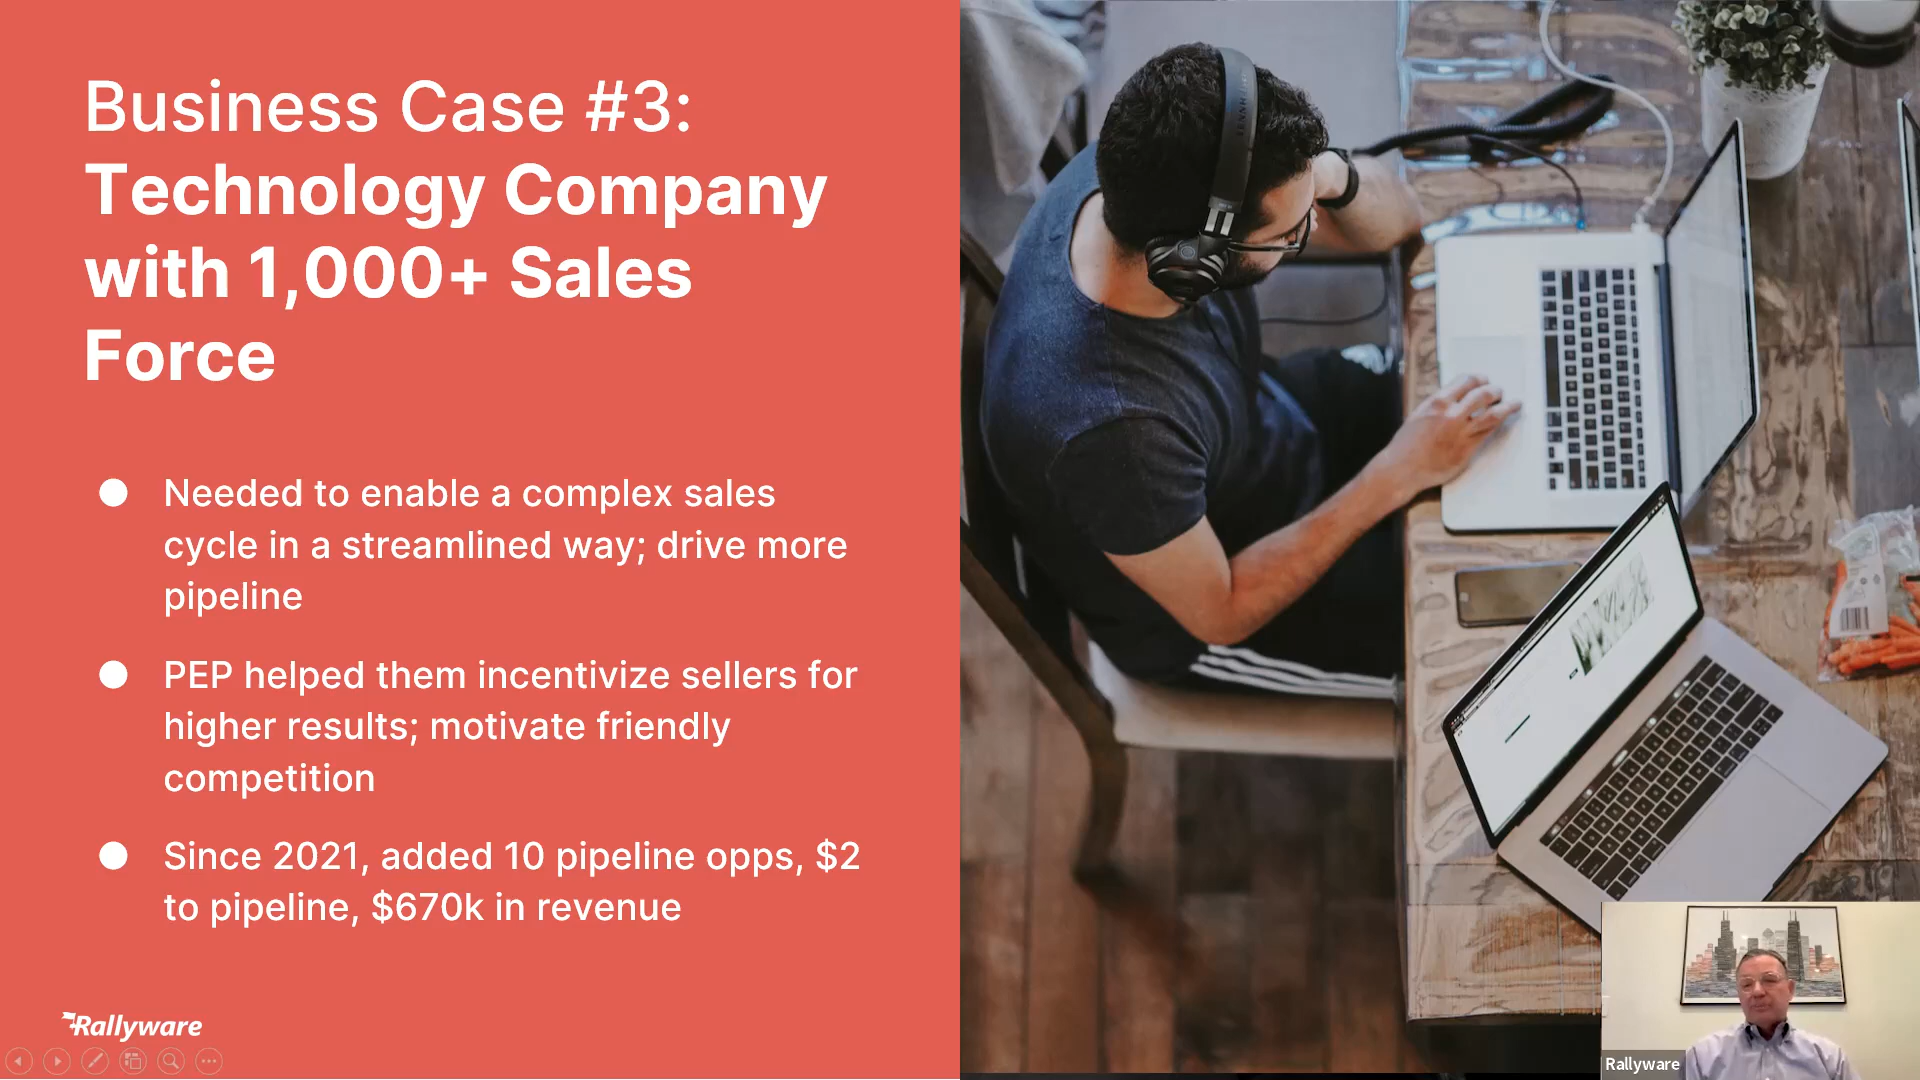 Business Case #3:
Technology Company
with 1,000+ Sales
Force
Needed to enable a complex sales
cycle in a streamlined way; drive more
pipeline
PEP helped them incentivize sellers for
higher results; motivate friendly
competition
Since 2021, added 10 pipeline opps, $2
to pipeline, $670k in revenue
Rallyware
Rallyware